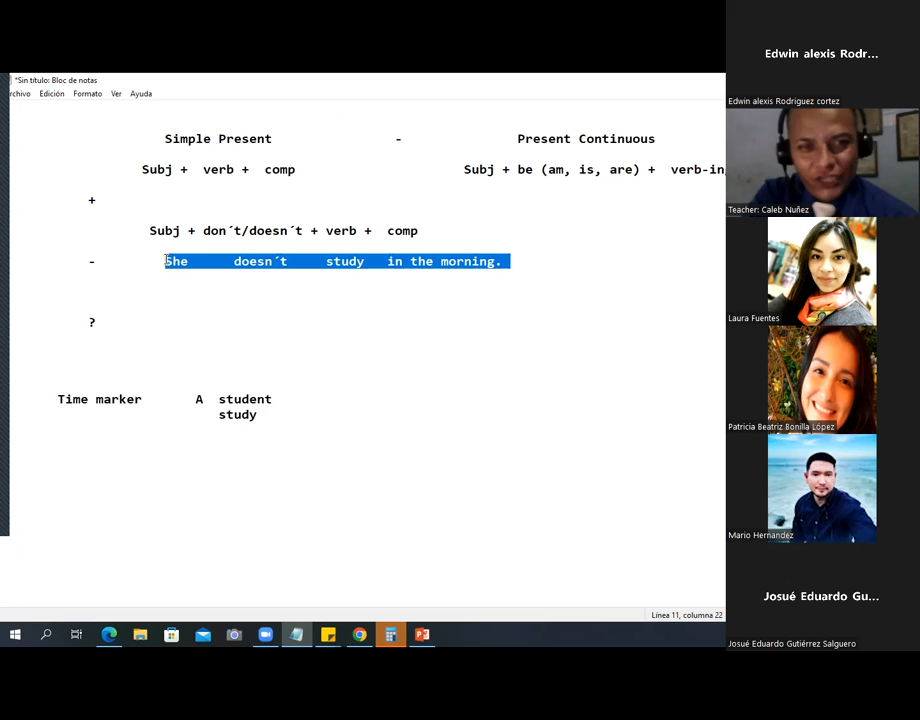 *Sin título: Bloc de notas
rchivo Edición Formato Ver Ayuda
Simple Present - Present Continuous
Subj + verb + comp Subj + be (am, is, are) + verb-in
+
Subj + don´t/doesn´t + verb + comp
- She doesn´t study in the morning.
?
Time marker A student
study
Línea 11, columna 22
Edwin alexis Rodr...
Edwin alexis Rodriguez cortez
Teacher: Caleb Nuñez
Laura Fuentes
Patricia Beatriz Bonilla López
Mario Hernandez
Josué Eduardo Gu...
Josué Eduardo Gutiérrez Salguero